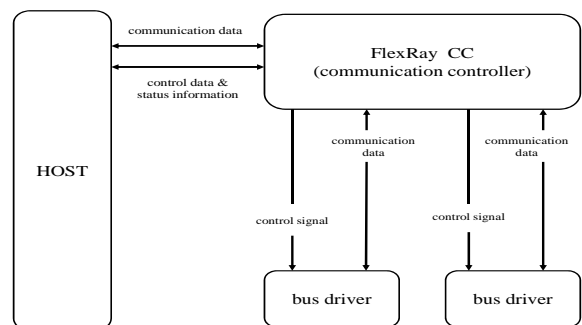 communication data
FlexRay CC
(communication controller)
control data &
status information
HOST
communication
data
communication
data
control signal
control signal
bus driver
bus driver